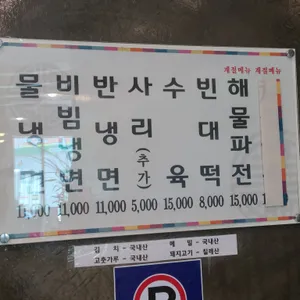 계절메뉴 계절메뉴
물냉면
비빔냉면
반냉면
사리(추가)
수육
빈대떡
해물파전
11,000 11,000 11,000 5,000 15,000 8,000 15,000
김치-국내산 메밀-국내산
고춧가루-국내산 돼지고기-칠레산
P